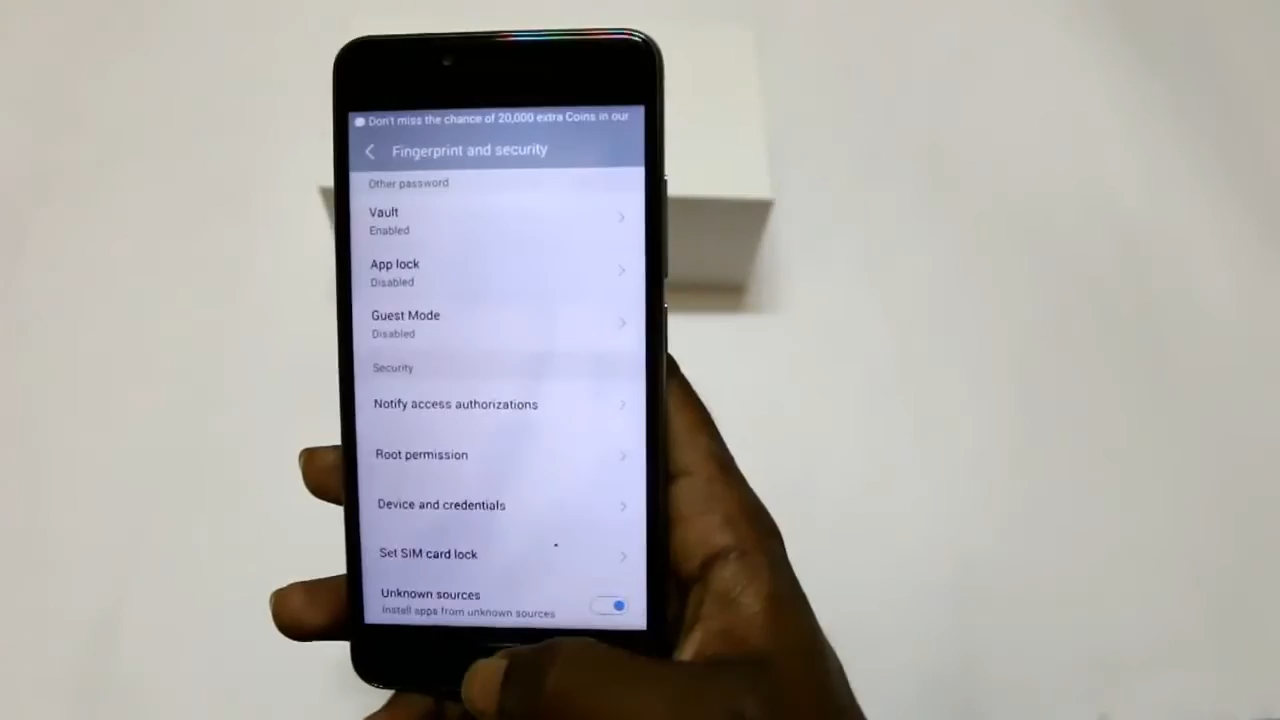 Don't miss the chance of 20,000 extra Coins in our
Fingerprint and security
Other password
Vault
Enabled
App lock
Disabled
Guest Mode
Disabled
Security
Notify access authorizations
Root permission
Device and credentials
Set SIM card lock
Unknown sources
Install apps from unknown sources